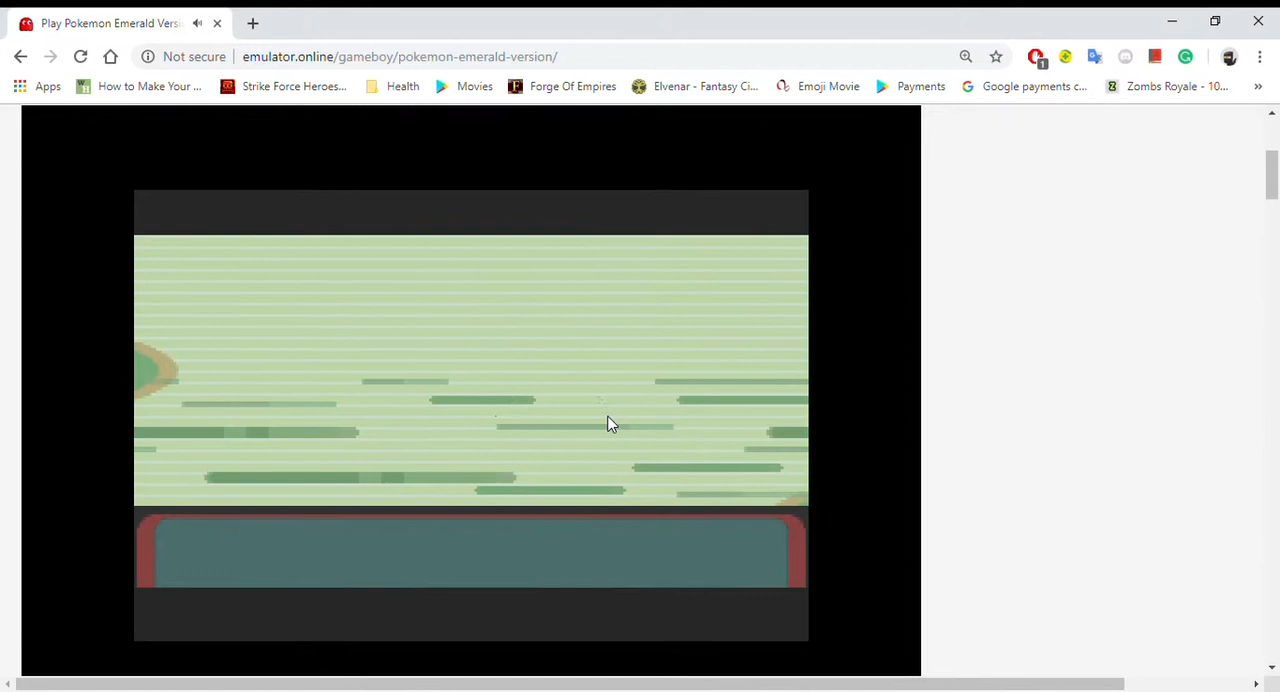 Play Pokemon Emerald Versi
Not secure
emulator.online/gameboy/pokemon-emerald-version/
1
Apps
How to Make Your ...
Strike Force Heroes...
Health
Movies
Forge Of Empires
Elvenar - Fantasy Ci...
Emoji Movie
Payments
Google payments c...
Zombs Royale - 10...
»